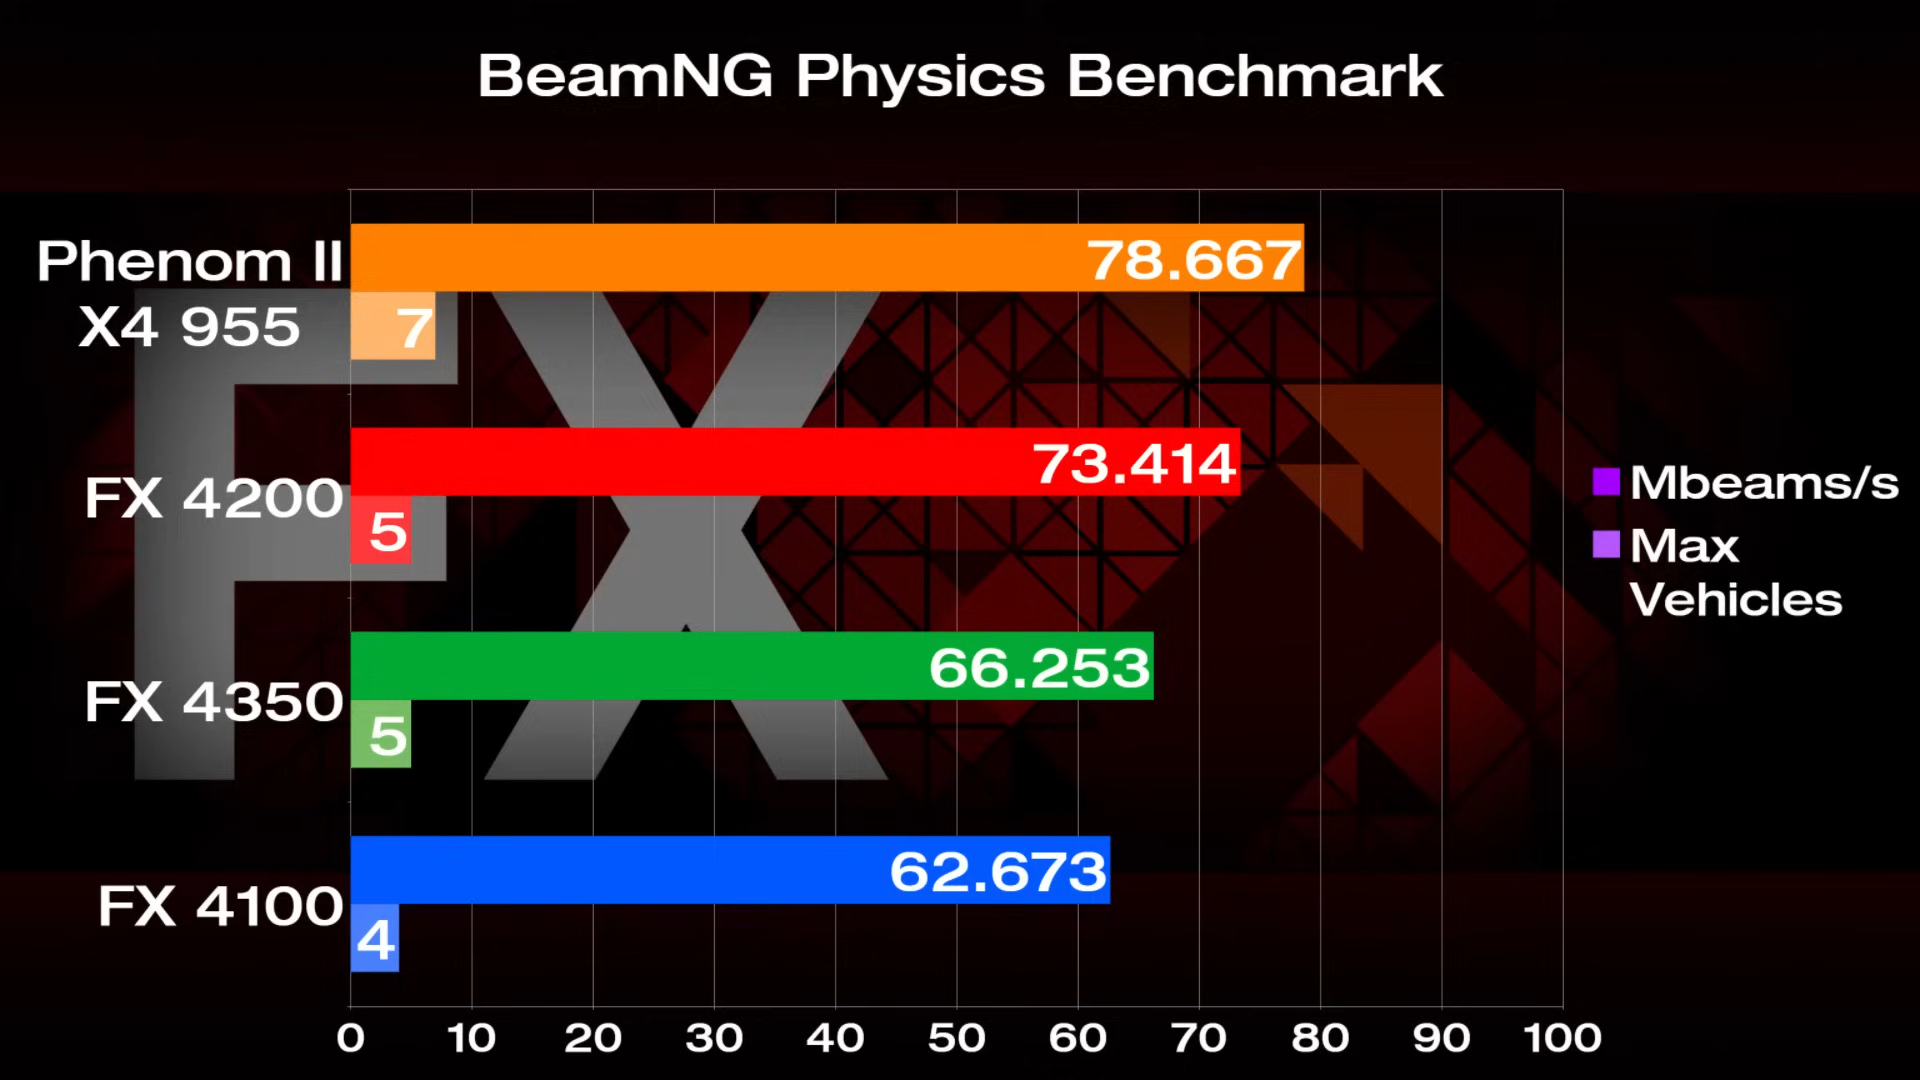 BeamNG Physics Benchmark
Phenom II
X4 955
78.667
7
FX 4200
73.414
5
FX 4350
66.253
5
FX 4100
62.673
4
0 10 20 30 40 50 60 70 80 90 100
Mbeams/s
Max
Vehicles
FX